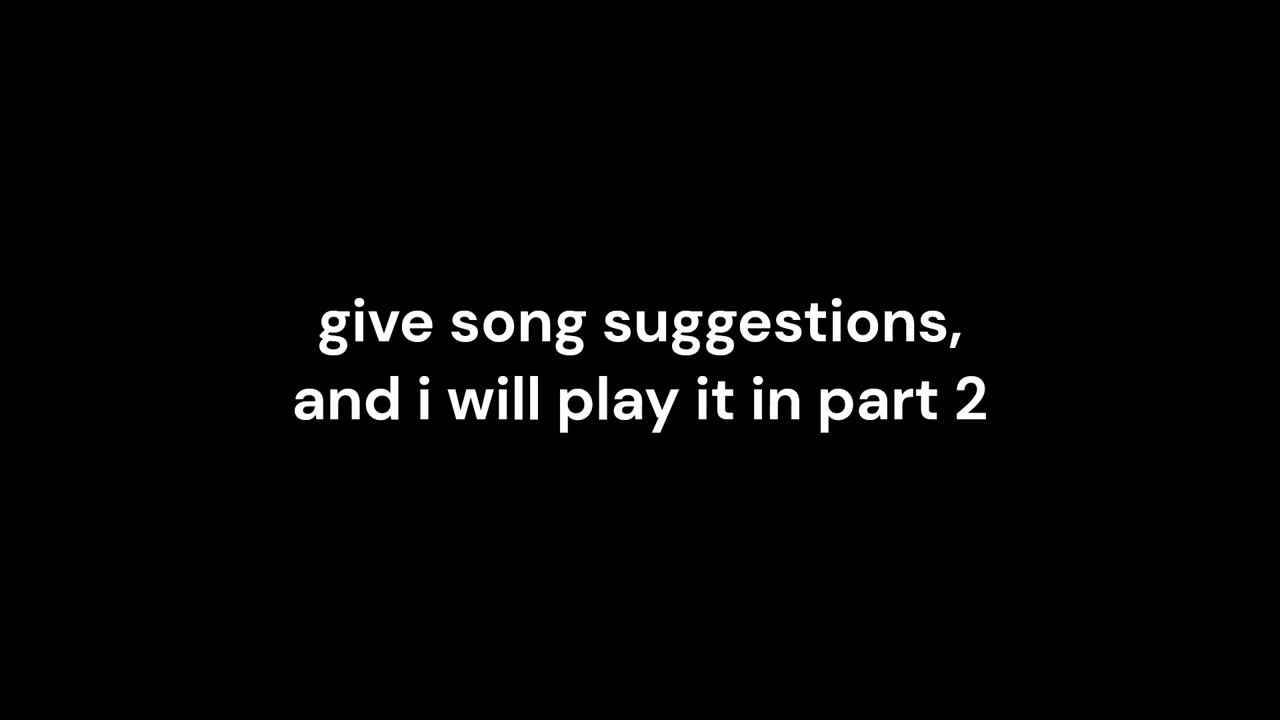 give song suggestions,
and i will play it in part 2